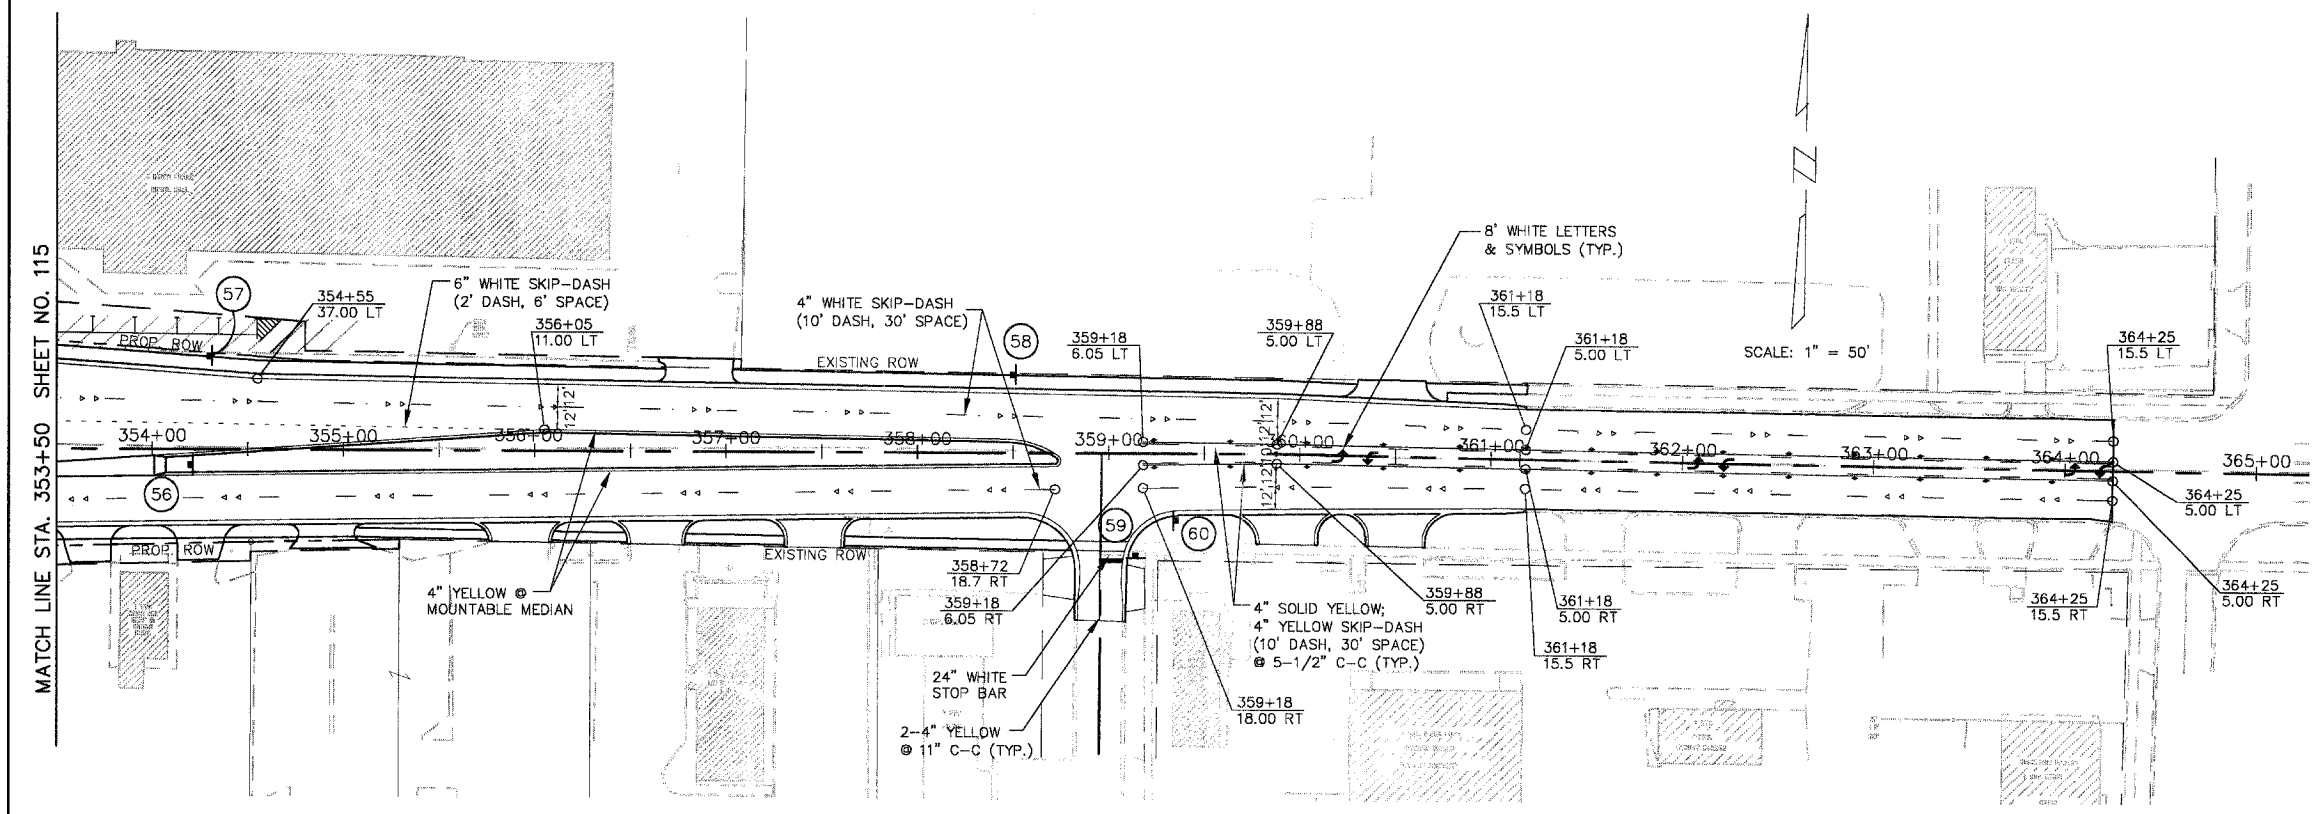 MATCH LINE STA. 353+50 SHEET NO. 115
57
354+55
37.00 LT
6" WHITE SKIP-DASH
(2' DASH, 6' SPACE)
356+05
11.00 LT
4" WHITE SKIP-DASH
(10' DASH, 30' SPACE)
58
359+18
6.05 LT
359+88
5.00 LT
8' WHITE LETTERS
& SYMBOLS (TYP.)
361+18
15.5 LT
361+18
5.00 LT
N
SCALE: 1" = 50'
364+25
15.5 LT
PROP. ROW
EXISTING ROW
12' 12'
12' 12' 10' 12' 12'
354+00
355+00
356+00
357+00
358+00
359+00
360+00
361+00
362+00
363+00
364+00
365+00
56
59
60
PROP. ROW
EXISTING ROW
4" YELLOW @
MOUNTABLE MEDIAN
358+72
18.7 RT
359+18
6.05 RT
24" WHITE
STOP BAR
2-4" YELLOW
@ 11" C-C (TYP.)
4" SOLID YELLOW;
4" YELLOW SKIP-DASH
(10' DASH, 30' SPACE)
@ 5-1/2" C-C (TYP.)
359+18
18.00 RT
359+88
5.00 RT
361+18
5.00 RT
361+18
15.5 RT
364+25
5.00 LT
364+25
5.00 RT
364+25
15.5 RT